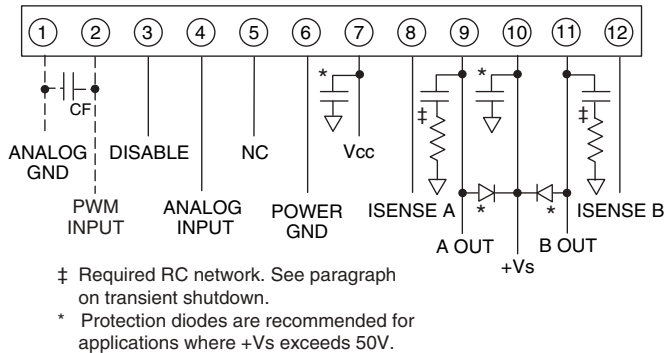 1 2 3 4 5 6 7 8 9 10 11 12
*
*
‡
‡
CF
ANALOG
GND
DISABLE
NC
Vcc
PWM
INPUT
ANALOG
INPUT
POWER
GND
ISENSE A
*
*
ISENSE B
A OUT
B OUT
+Vs
‡ Required RC network. See paragraph
on transient shutdown.
* Protection diodes are recommended for
applications where +Vs exceeds 50V.